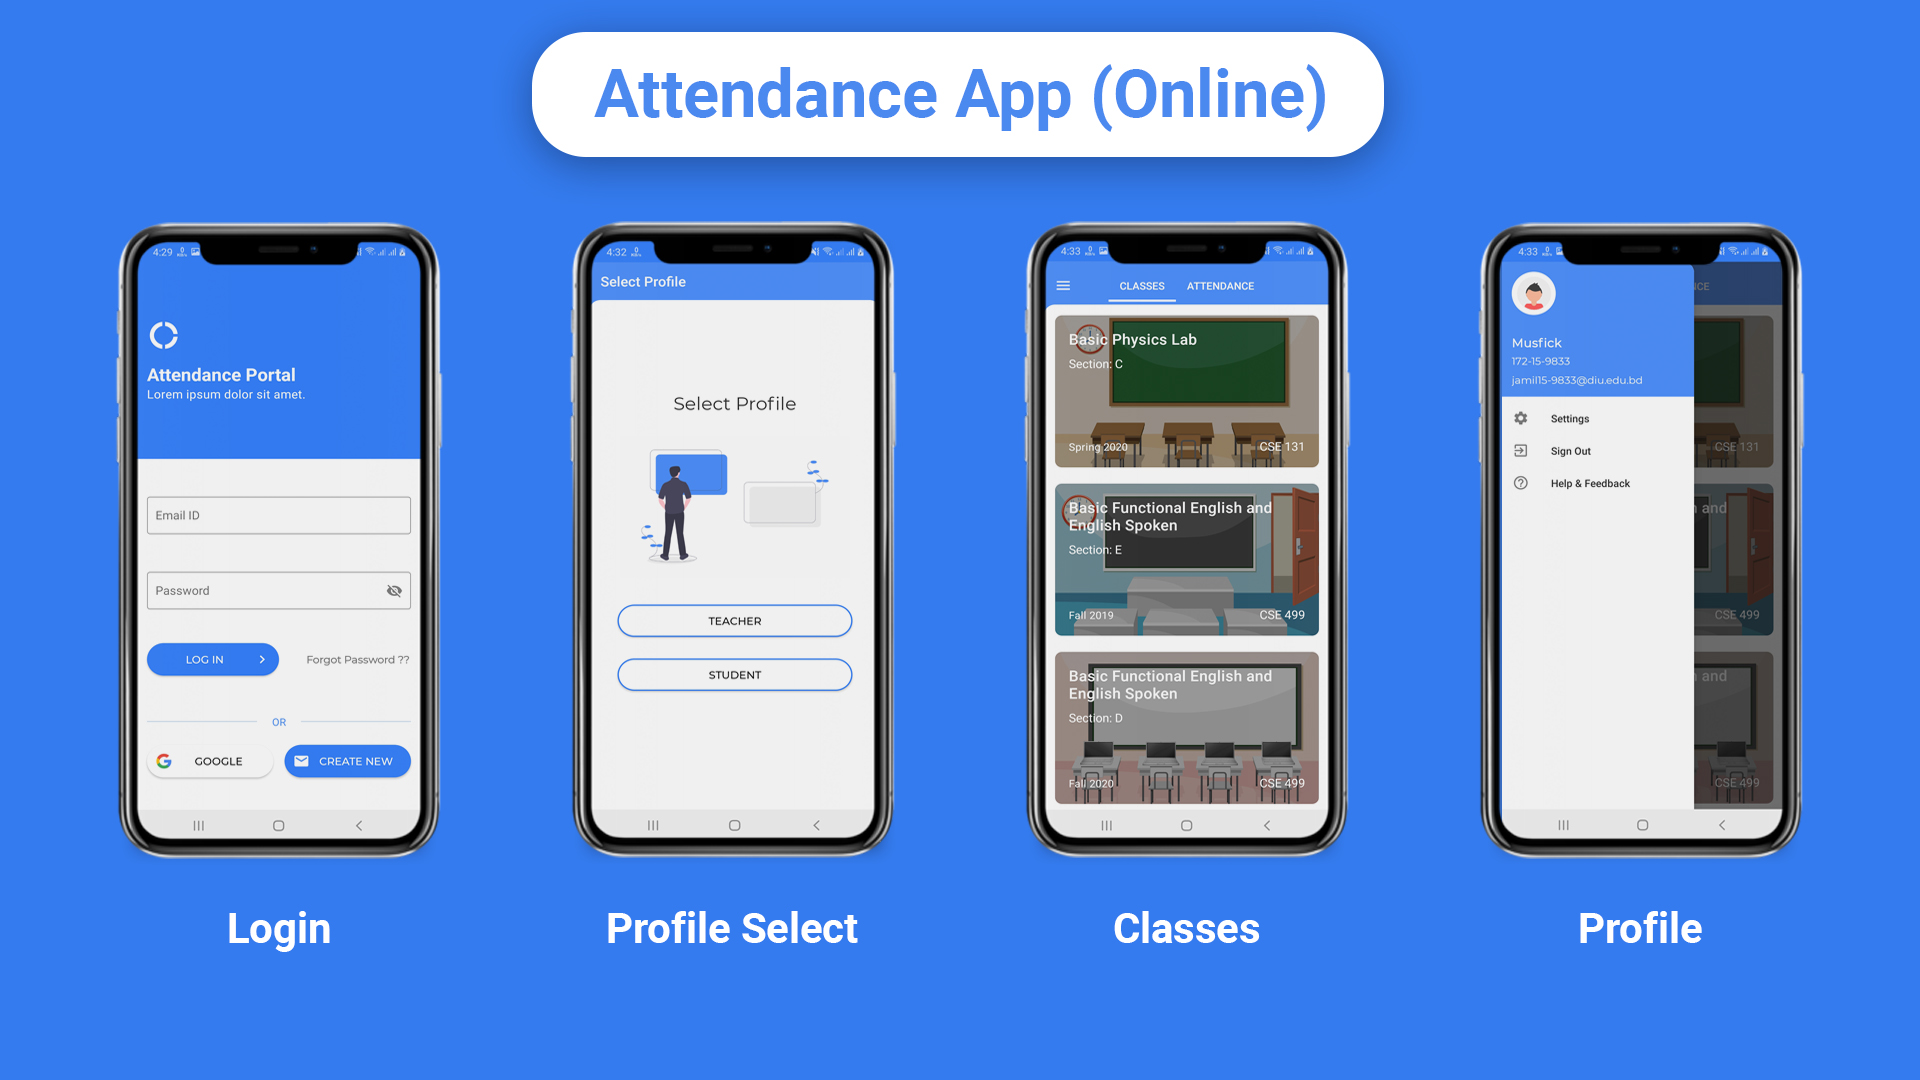 Attendance App (Online)
4:29
Attendance Portal
Lorem ipsum dolor sit amet.
Email ID
Password
LOG IN
Forgot Password ??
OR
GOOGLE
CREATE NEW
Login
4:32
Select Profile
Select Profile
TEACHER
STUDENT
Profile Select
4:33
CLASSES ATTENDANCE
Basic Physics Lab
Section: C
Spring 2020 CSE 131
Basic Functional English and
English Spoken
Section: E
Fall 2019 CSE 499
Basic Functional English and
English Spoken
Section: D
Fall 2020 CSE 499
Classes
4:33
Musfick
172-15-9833
jamil15-9833@diu.edu.bd
Settings
Sign Out
Help & Feedback
CSE 131
and
CSE 499
and
CSE 499
Profile